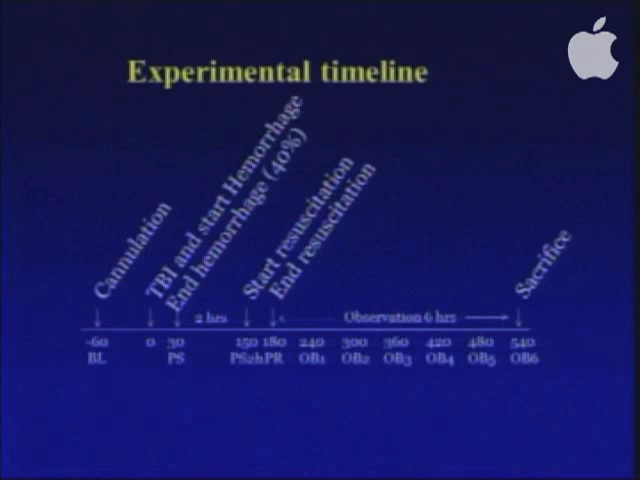 Experimental timeline
Cannulation
TBI and start Hemorrhage
End hemorrhage (40%)
Start resuscitation
End resuscitation
Sacrifice
2 hrs
Observation 6 hrs
-60 0 30 150 180 240 300 360 420 480 540
BL PS PS2h PR OB1 OB2 OB3 OB4 OB5 OB6